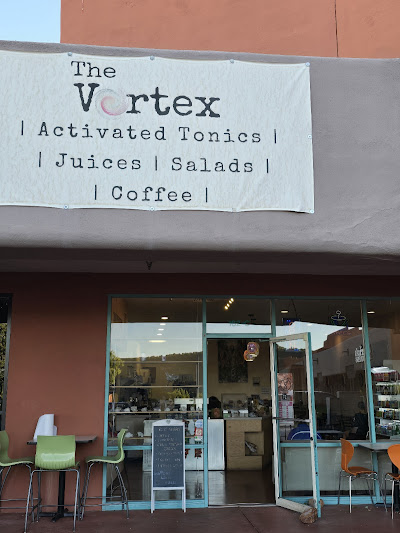 The
Vortex
| Activated Tonics |
| Juices | Salads |
| Coffee |